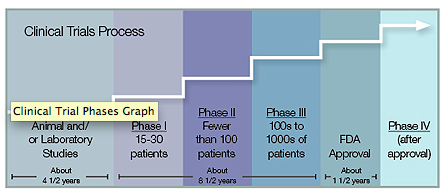 Clinical Trials Process
Clinical Trial Phases Graph
Animal and/
or Laboratory
Studies
Phase I
15-30
patients
Phase II
Fewer
than 100
patients
Phase III
100s to
1000s of
patients
FDA
Approval
Phase IV
(after
approval)
About
4 1/2 years
About
8 1/2 years
About
1 1/2 years